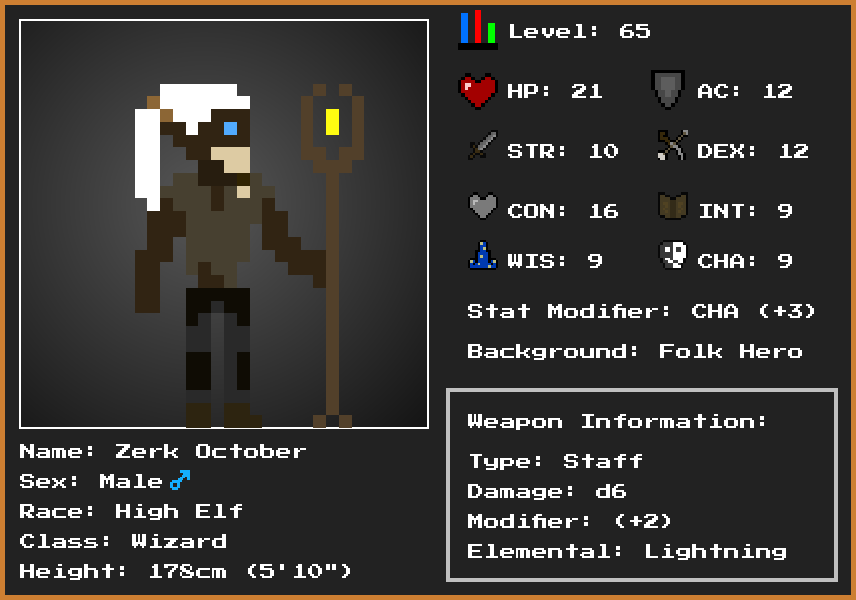 Level: 65
HP: 21
AC: 12
STR: 10
DEX: 12
CON: 16
INT: 9
WIS: 9
CHA: 9
Stat Modifier: CHA (+3)
Background: Folk Hero
Weapon Information:
Type: Staff
Damage: d6
Modifier: (+2)
Elemental: Lightning
Name: Zerk October
Sex: Male ♂
Race: High Elf
Class: Wizard
Height: 178cm (5'10")